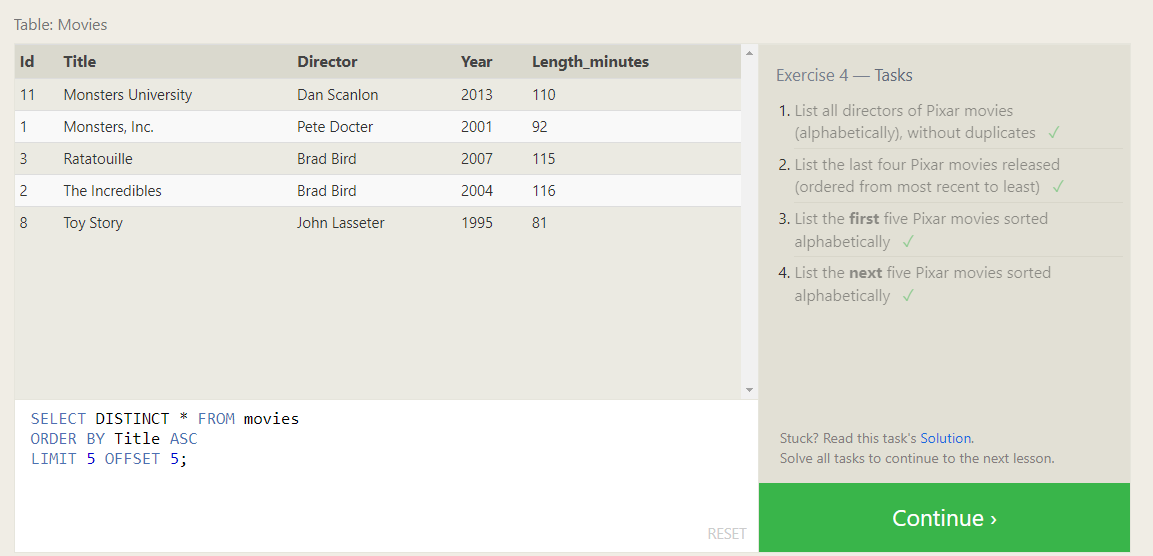 Table: Movies
Id Title Director Year Length_minutes
11 Monsters University Dan Scanlon 2013 110
1 Monsters, Inc. Pete Docter 2001 92
3 Ratatouille Brad Bird 2007 115
2 The Incredibles Brad Bird 2004 116
8 Toy Story John Lasseter 1995 81
SELECT DISTINCT * FROM movies
ORDER BY Title ASC
LIMIT 5 OFFSET 5;
RESET
Exercise 4 — Tasks
1. List all directors of Pixar movies
(alphabetically), without duplicates ✓
2. List the last four Pixar movies released
(ordered from most recent to least) ✓
3. List the first five Pixar movies sorted
alphabetically ✓
4. List the next five Pixar movies sorted
alphabetically ✓
Stuck? Read this task's Solution.
Solve all tasks to continue to the next lesson.
Continue ›